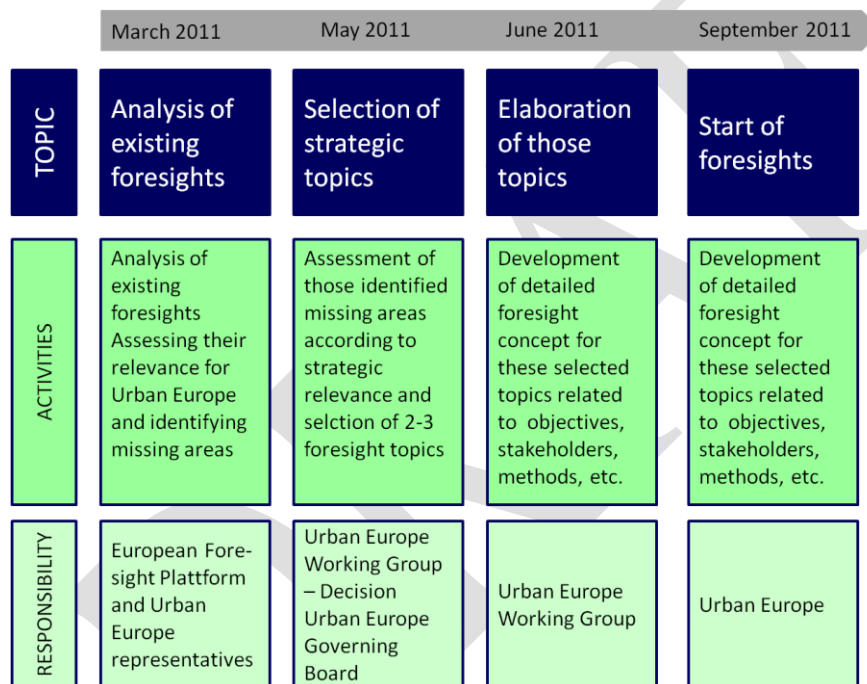 March 2011
May 2011
June 2011
September 2011
TOPIC
Analysis of
existing
foresights
Selection of
strategic
topics
Elaboration
of those
topics
Start of
foresights
ACTIVITIES
Analysis of
existing
foresights
Assessing their
relevance for
Urban Europe
and identifying
missing areas
Assessment of
those identified
missing areas
according to
strategic
relevance and
selction of 2-3
foresight topics
Development
of detailed
foresight
concept for
these selected
topics related
to objectives,
stakeholders,
methods, etc.
Development
of detailed
foresight
concept for
these selected
topics related
to objectives,
stakeholders,
methods, etc.
RESPONSIBILITY
European Fore-
sight Plattform
and Urban
Europe
representatives
Urban Europe
Working Group
– Decision
Urban Europe
Governing
Board
Urban Europe
Working Group
Urban Europe